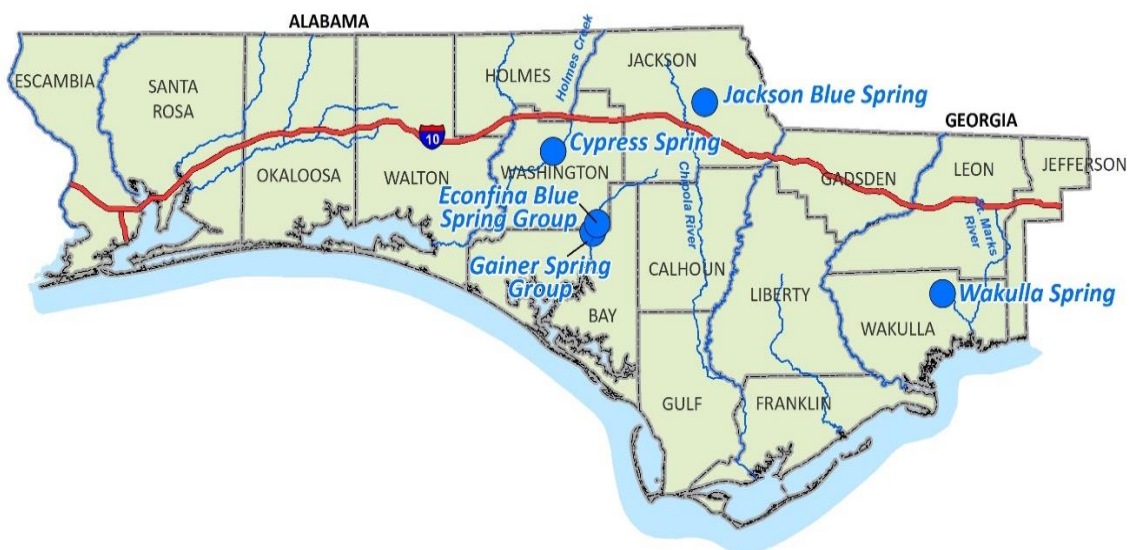 ALABAMA
ESCAMBIA
SANTA
ROSA
OKALOOSA
WALTON
HOLMES
Holmes Creek
JACKSON
Jackson Blue Spring
GEORGIA
10
Cypress Spring
WASHINGTON
Econfina Blue
Spring Group
Gainer Spring
Group
BAY
Chipola River
CALHOUN
GULF
LIBERTY
FRANKLIN
GADSDEN
LEON
JEFFERSON
St. Marks
River
Wakulla Spring
WAKULLA